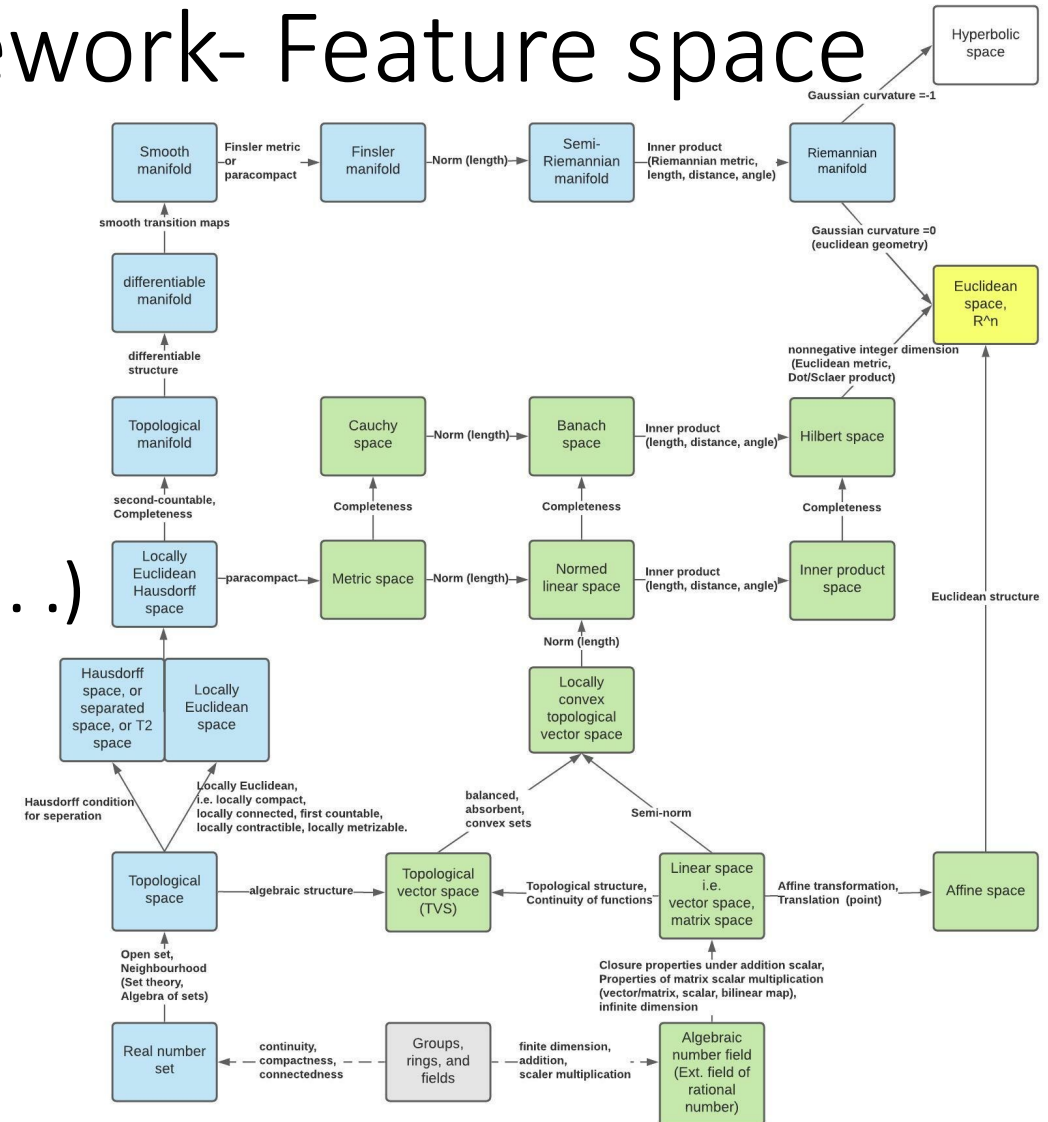 ework- Feature space
Hyperbolic
space
Gaussian curvature =-1
Smooth
manifold
Finsler metric
or
paracompact
Finsler
manifold
Norm (length)
Semi-
Riemannian
manifold
Inner product
(Riemannian metric,
length, distance, angle)
Riemannian
manifold
smooth transition maps
Gaussian curvature =0
(euclidean geometry)
differentiable
manifold
Euclidean
space,
R^n
differentiable
structure
nonnegative integer dimension
(Euclidean metric,
Dot/Sclaer product)
Topological
manifold
Cauchy
space
Norm (length)
Banach
space
Inner product
(length, distance, angle)
Hilbert space
second-countable,
Completeness
Completeness
Completeness
Completeness
. .)
Locally
Euclidean
Hausdorff
space
paracompact
Metric space
Norm (length)
Normed
linear space
Inner product
(length, distance, angle)
Inner product
space
Euclidean structure
Norm (length)
Hausdorff
space, or
separated
space, or T2
space
Locally
Euclidean
space
Locally
convex
topological
vector space
Hausdorff condition
for seperation
Locally Euclidean,
i.e. locally compact,
locally connected, first countable,
locally contractible, locally metrizable.
balanced,
absorbent,
convex sets
Semi-norm
Topological
space
algebraic structure
Topological
vector space
(TVS)
Topological structure,
Continuity of functions
Linear space
i.e.
vector space,
matrix space
Affine transformation,
Translation (point)
Affine space
Open set,
Neighbourhood
(Set theory,
Algebra of sets)
Closure properties under addition scalar,
Properties of matrix scalar multiplication
(vector/matrix, scalar, bilinear map),
infinite dimension
Real number
set
continuity,
compactness,
connectedness
Groups,
rings, and
fields
finite dimension,
addition,
scaler multiplication
Algebraic
number field
(Ext. field of
rational
number)